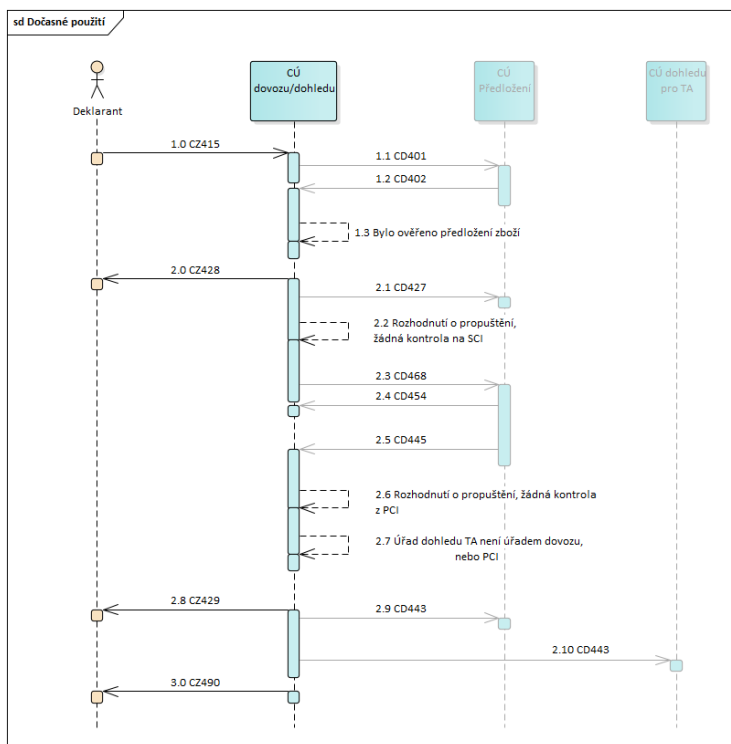 sd Dočasné použití
Deklarant
CÚ
dovozu/dohledu
CÚ
Předložení
CÚ dohledu
pro TA
1.0 CZ415
1.1 CD401
1.2 CD402
1.3 Bylo ověřeno předložení zboží
2.0 CZ428
2.1 CD427
2.2 Rozhodnutí o propuštění,
žádná kontrola na SCI
2.3 CD468
2.4 CD454
2.5 CD445
2.6 Rozhodnutí o propuštění, žádná kontrola
z PCI
2.7 Úřad dohledu TA není úřadem dovozu,
nebo PCI
2.8 CZ429
2.9 CD443
2.10 CD443
3.0 CZ490